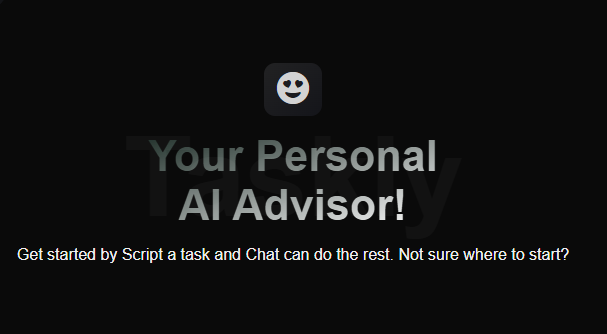 Taskly
Your Personal
AI Advisor!
Get started by Script a task and Chat can do the rest. Not sure where to start?